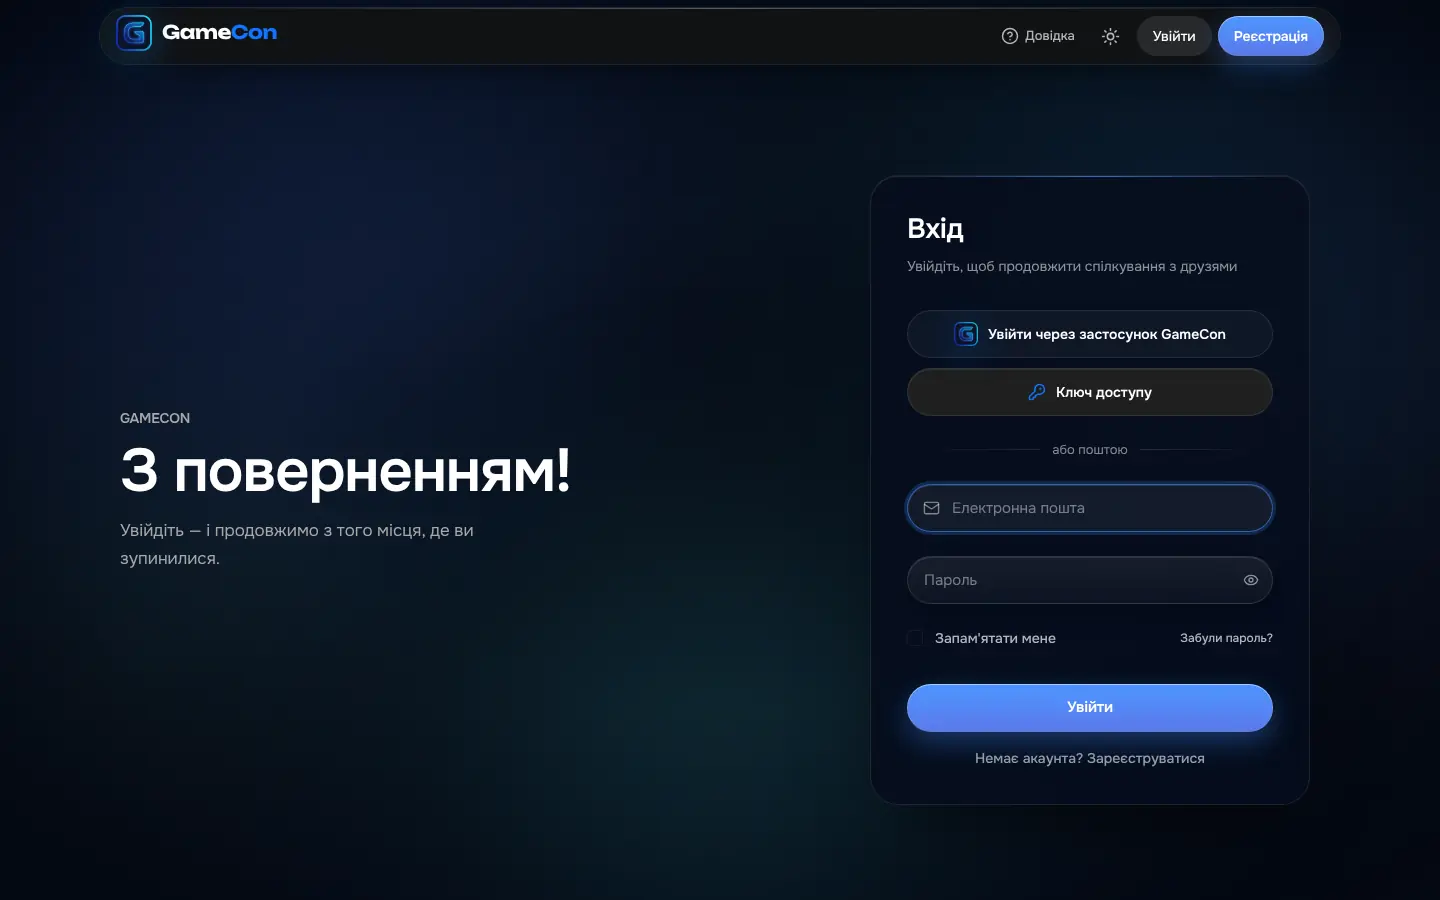 GameCon
Довідка
Увійти
Реєстрація
GAMECON
З поверненням!
Увійдіть — і продовжимо з того місця, де ви
зупинилися.
Вхід
Увійдіть, щоб продовжити спілкування з друзями
Увійти через застосунок GameCon
Ключ доступу
або поштою
Електронна пошта
Пароль
Запам'ятати мене
Забули пароль?
Увійти
Немає акаунта? Зареєструватися